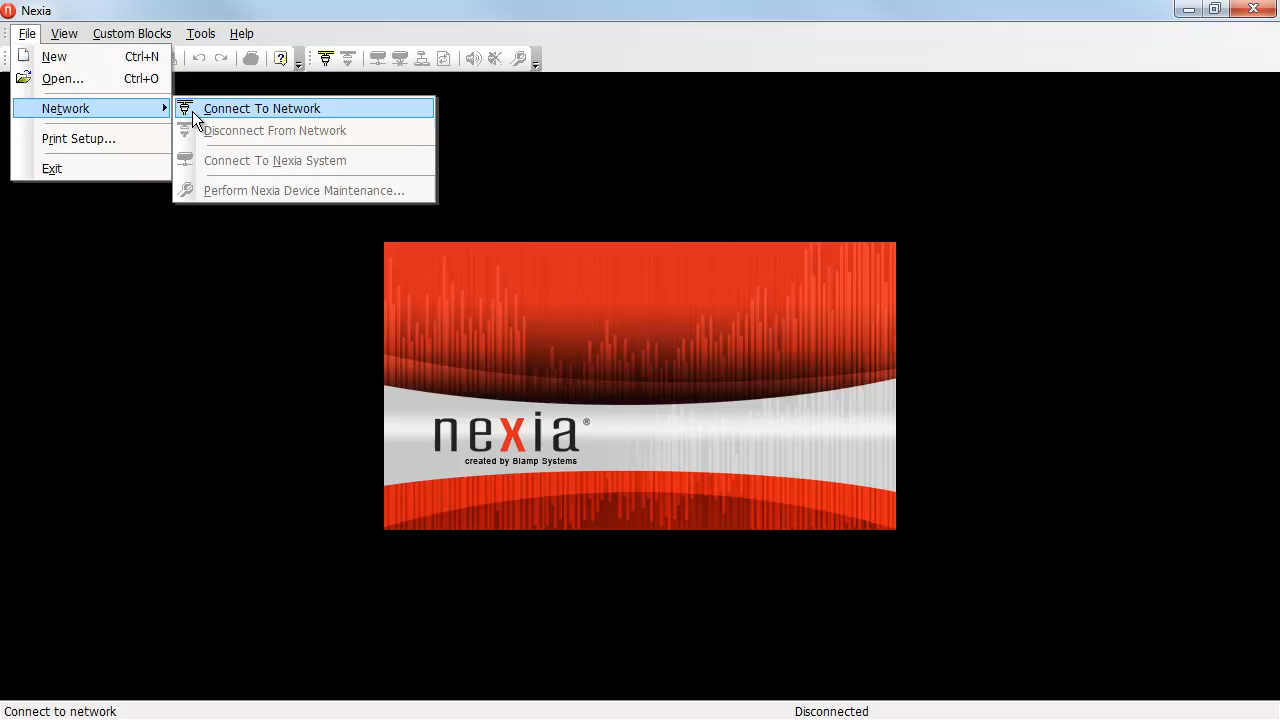 Nexia
File View Custom Blocks Tools Help
New Ctrl+N
Open... Ctrl+O
Network
Connect To Network
Disconnect From Network
Print Setup...
Connect To Nexia System
Exit
Perform Nexia Device Maintenance...
nexia®
created by Biamp Systems
Connect to network Disconnected